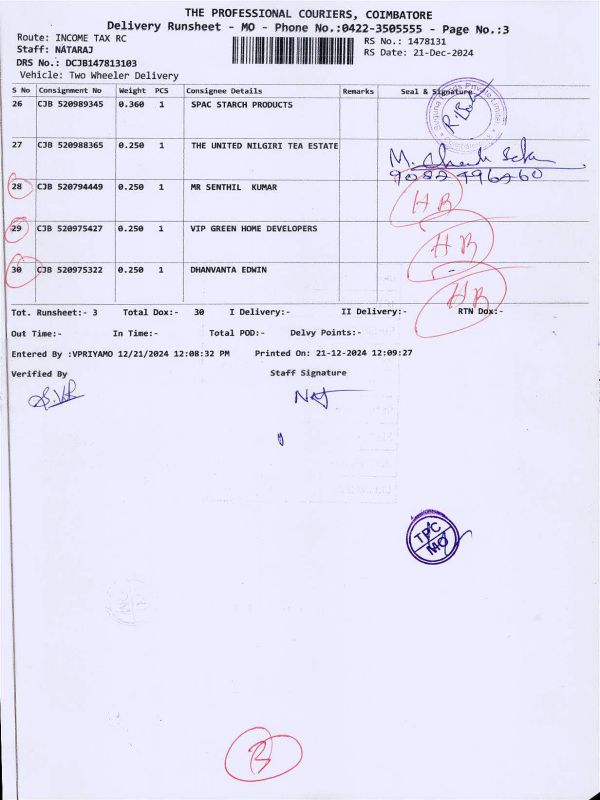 THE PROFESSIONAL COURIERS, COIMBATORE
Delivery Runsheet - MO - Phone No.:0422-3505555 - Page No.:3
Route: INCOME TAX RC
RS No.: 1478131
Staff: NATARAJ
RS Date: 21-Dec-2024
DRS No.: DCJB147813103
Vehicle: Two Wheeler Delivery
S No Consignment No Weight PCS Consignee Details Remarks Seal & Signature
26 CJB 520989345 0.360 1 SPAC STARCH PRODUCTS
27 CJB 520988365 0.250 1 THE UNITED NILGIRI TEA ESTATE
28 CJB 520794449 0.250 1 MR SENTHIL KUMAR HB
29 CJB 520975427 0.250 1 VIP GREEN HOME DEVELOPERS HB
30 CJB 520975322 0.250 1 DHANVANTA EDWIN HB
Tot. Runsheet:- 3 Total Dox:- 30 I Delivery:- II Delivery:- RTN Dox:-
Out Time:- In Time:- Total POD:- Delvy Points:-
Entered By :VPRIYAMO 12/21/2024 12:08:32 PM Printed On: 21-12-2024 12:09:27
Verified By Staff Signature
TPC
MO
B